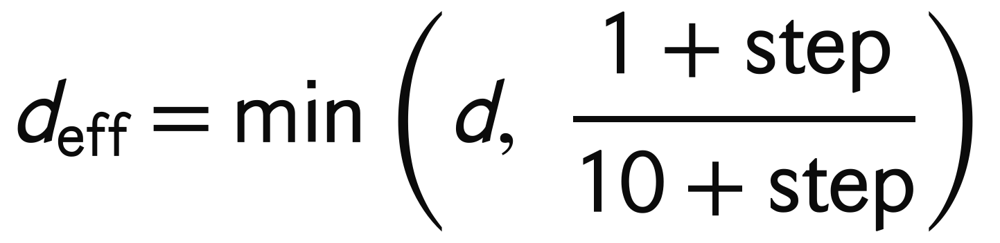 d_eff = min ( d, (1 + step) / (10 + step) )